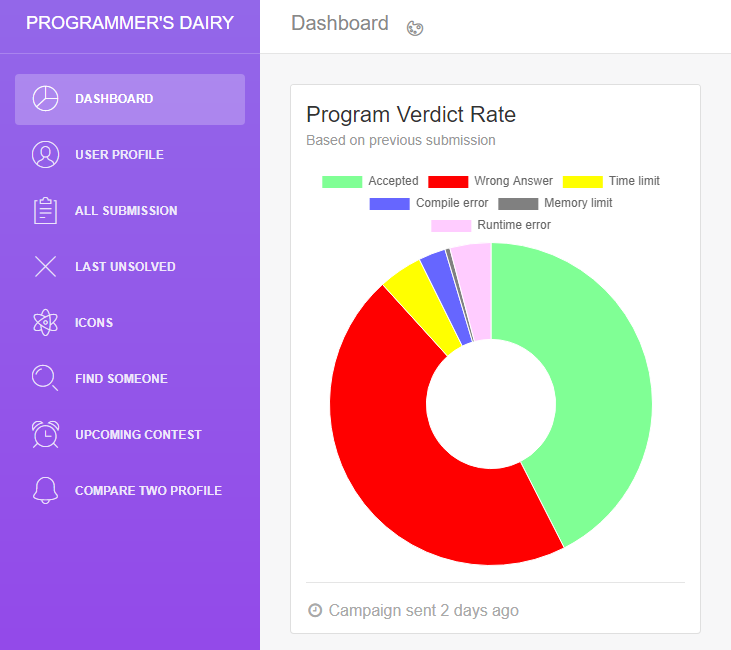 PROGRAMMER'S DAIRY
DASHBOARD
USER PROFILE
ALL SUBMISSION
LAST UNSOLVED
ICONS
FIND SOMEONE
UPCOMING CONTEST
COMPARE TWO PROFILE
Dashboard
Program Verdict Rate
Based on previous submission
Accepted Wrong Answer Time limit
Compile error Memory limit
Runtime error
Campaign sent 2 days ago